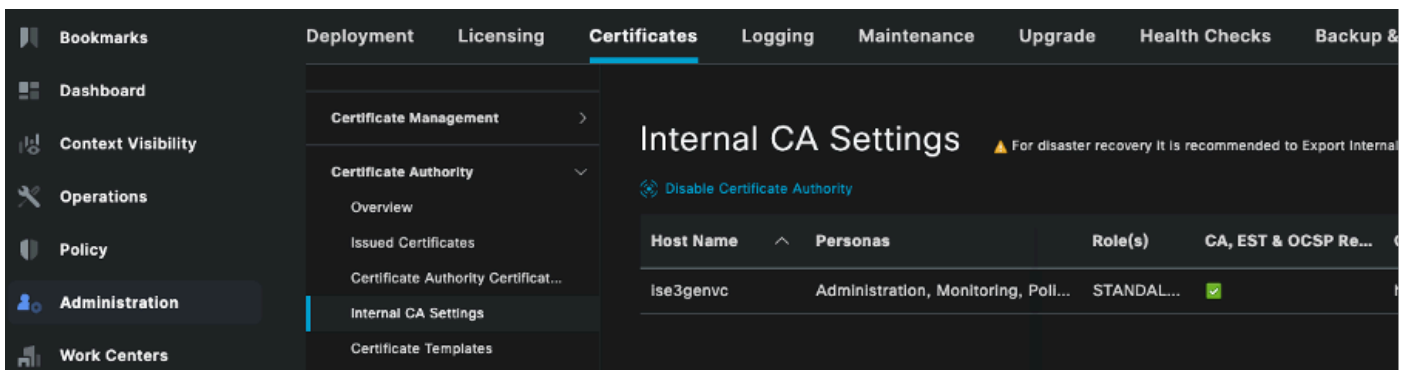 Bookmarks
Dashboard
Context Visibility
Operations
Policy
Administration
Work Centers
Deployment Licensing Certificates Logging Maintenance Upgrade Health Checks Backup &
Certificate Management
Certificate Authority
Overview
Issued Certificates
Certificate Authority Certificat...
Internal CA Settings
Certificate Templates
Internal CA Settings For disaster recovery it is recommended to Export Internal
Disable Certificate Authority
Host Name Personas Role(s) CA, EST & OCSP Re...
ise3genvc Administration, Monitoring, Poli... STANDAL...